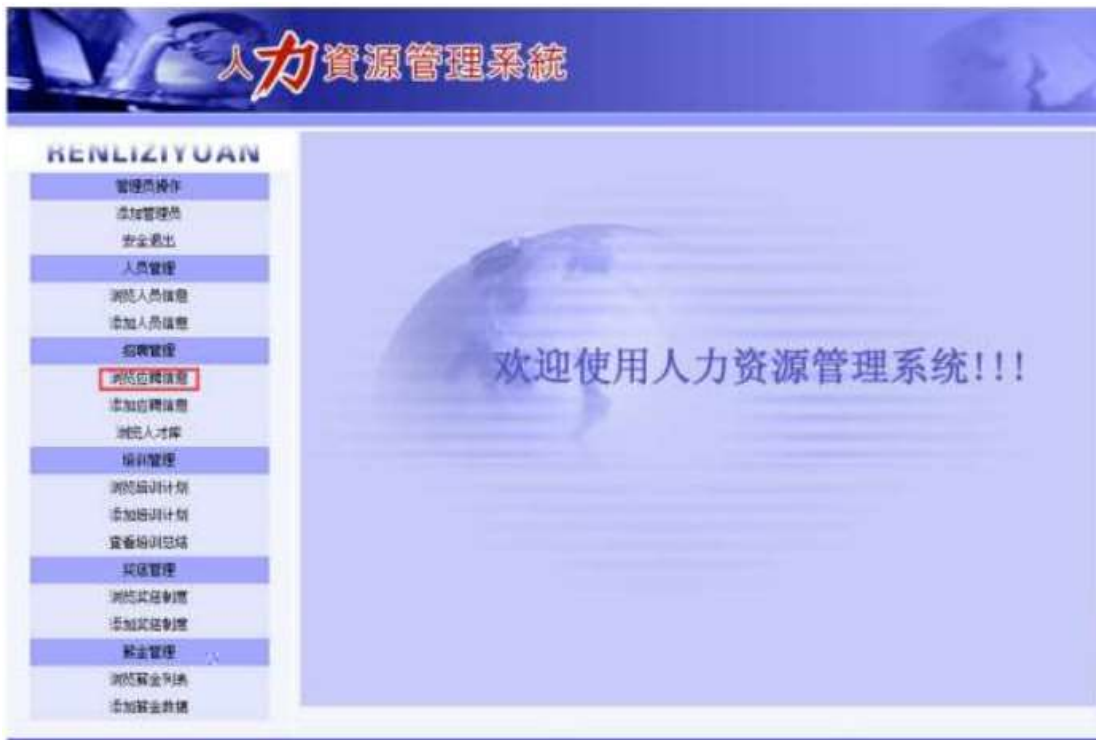 人力資源管理系統
RENLIZIYUAN
管理员操作
添加管理员
安全退出
人员管理
浏览人员信息
添加人员信息
招聘管理
浏览应聘信息
添加应聘信息
浏览人才库
培训管理
浏览培训计划
添加培训计划
查看培训总结
奖惩管理
浏览奖惩制度
添加奖惩制度
薪金管理
浏览薪金列表
添加薪金数据
欢迎使用人力资源管理系统!!!